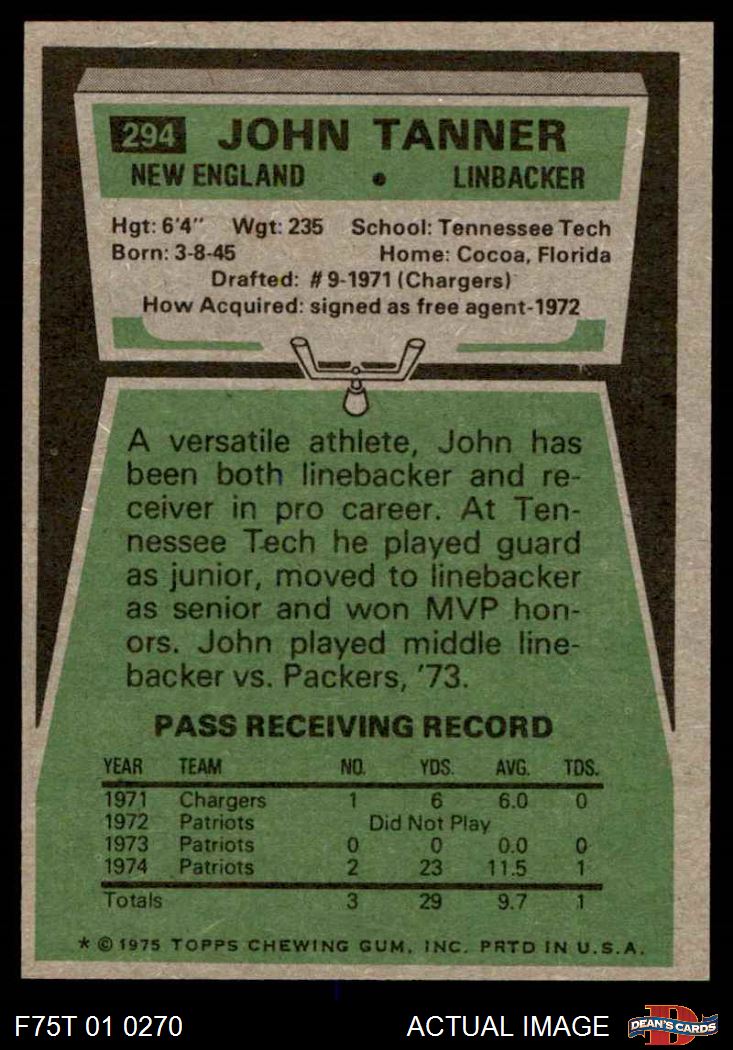 294 JOHN TANNER
NEW ENGLAND • LINBACKER
Hgt: 6'4" Wgt: 235 School: Tennessee Tech
Born: 3-8-45 Home: Cocoa, Florida
Drafted: #9-1971 (Chargers)
How Acquired: signed as free agent-1972
A versatile athlete, John has
been both linebacker and re-
ceiver in pro career. At Ten-
nessee Tech he played guard
as junior, moved to linebacker
as senior and won MVP hon-
ors. John played middle line-
backer vs. Packers, '73.
PASS RECEIVING RECORD
YEAR TEAM NO. YDS. AVG. TDS.
1971 Chargers 1 6 6.0 0
1972 Patriots Did Not Play
1973 Patriots 0 0 0.0 0
1974 Patriots 2 23 11.5 1
Totals 3 29 9.7 1
* © 1975 TOPPS CHEWING GUM, INC. PRTD IN U.S.A.
F75T 01 0270 ACTUAL IMAGE D DEAN'S CARDS